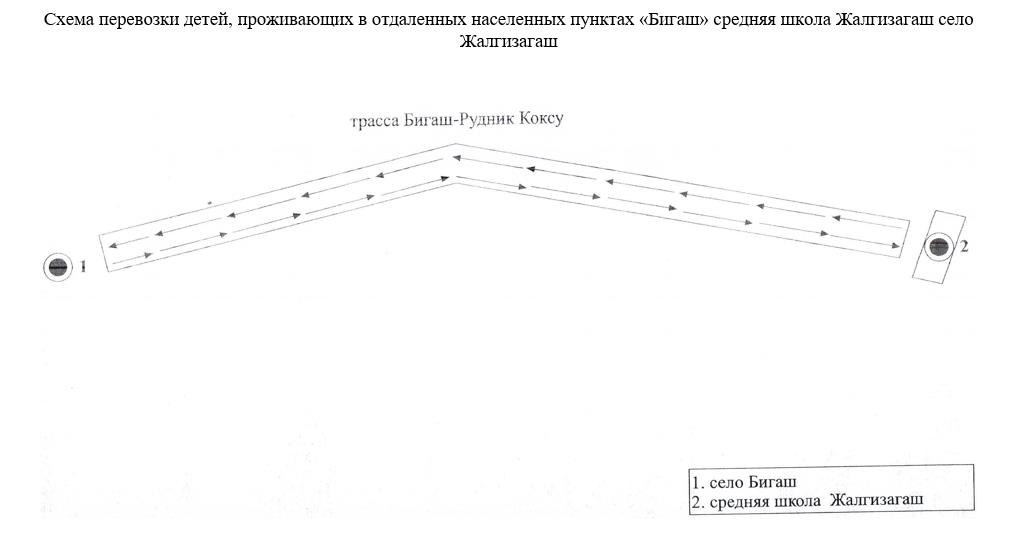 Схема перевозки детей, проживающих в отдаленных населенных пунктах «Бигаш» средняя школа Жалгизагаш село
Жалгизагаш
трасса Бигаш-Рудник Коксу
1
2
1. село Бигаш
2. средняя школа Жалгизагаш